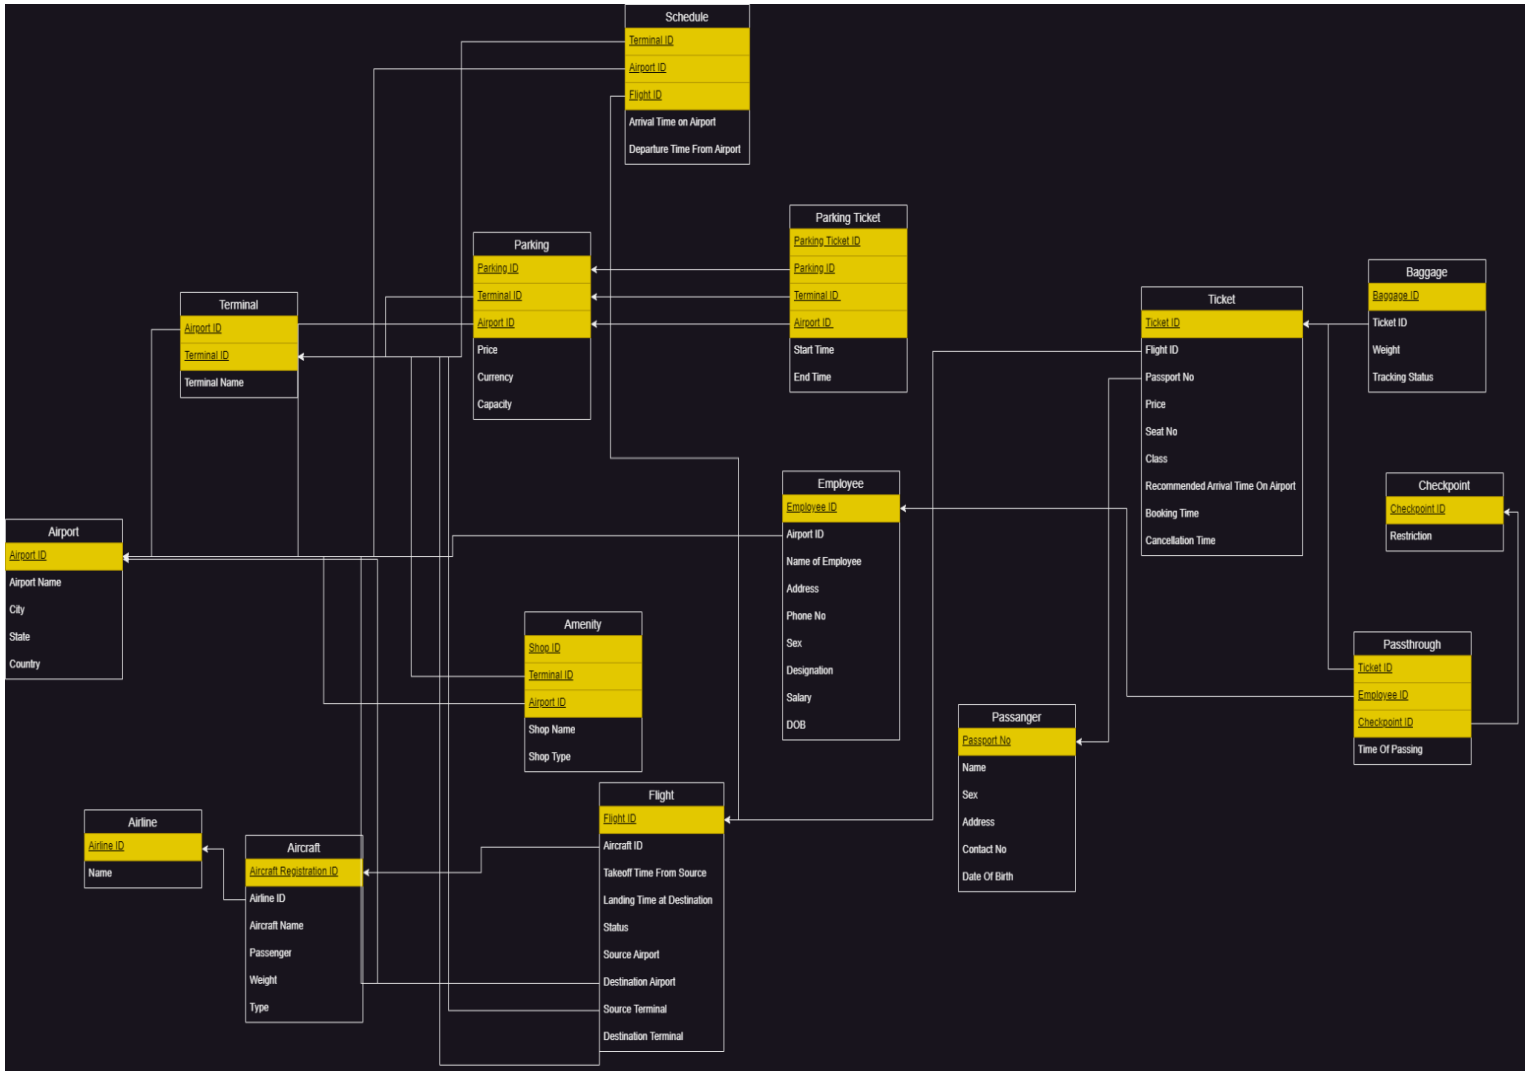 Schedule
Terminal ID
Airport ID
Flight ID
Arrival Time on Airport
Departure Time From Airport
Parking Ticket
Parking Ticket ID
Parking ID
Terminal ID
Airport ID
Start Time
End Time
Parking
Parking ID
Terminal ID
Airport ID
Price
Currency
Capacity
Terminal
Airport ID
Terminal ID
Terminal Name
Baggage
Baggage ID
Ticket ID
Weight
Tracking Status
Ticket
Ticket ID
Flight ID
Passport No
Price
Seat No
Class
Recommended Arrival Time On Airport
Booking Time
Cancellation Time
Employee
Employee ID
Airport ID
Name of Employee
Address
Phone No
Sex
Designation
Salary
DOB
Checkpoint
Checkpoint ID
Restriction
Airport
Airport ID
Airport Name
City
State
Country
Amenity
Shop ID
Terminal ID
Airport ID
Shop Name
Shop Type
Passthrough
Ticket ID
Employee ID
Checkpoint ID
Time Of Passing
Passanger
Passport No
Name
Sex
Address
Contact No
Date Of Birth
Flight
Flight ID
Aircraft ID
Takeoff Time From Source
Landing Time at Destination
Status
Source Airport
Destination Airport
Source Terminal
Destination Terminal
Airline
Airline ID
Name
Aircraft
Aircraft Registration ID
Airline ID
Aircraft Name
Passenger
Weight
Type